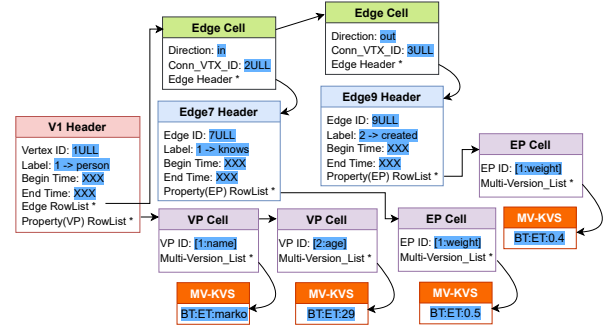 Edge Cell
Direction: in
Conn_VTX_ID: 2ULL
Edge Header *
Edge Cell
Direction: out
Conn_VTX_ID: 3ULL
Edge Header *
Edge7 Header
Edge ID: 7ULL
Label: 1 -> knows
Begin Time: XXX
End Time: XXX
Property(EP) RowList *
Edge9 Header
Edge ID: 9ULL
Label: 2 -> created
Begin Time: XXX
End Time: XXX
Property(EP) RowList *
V1 Header
Vertex ID: 1ULL
Label: 1 -> person
Begin Time: XXX
End Time: XXX
Edge RowList *
Property(VP) RowList *
EP Cell
EP ID: [1:weight]
Multi-Version_List *
MV-KVS
BT:ET:0.4
VP Cell
VP ID: [1:name]
Multi-Version_List *
MV-KVS
BT:ET:marko
VP Cell
VP ID: [2:age]
Multi-Version_List *
MV-KVS
BT:ET:29
EP Cell
EP ID: [1:weight]
Multi-Version_List *
MV-KVS
BT:ET:0.5